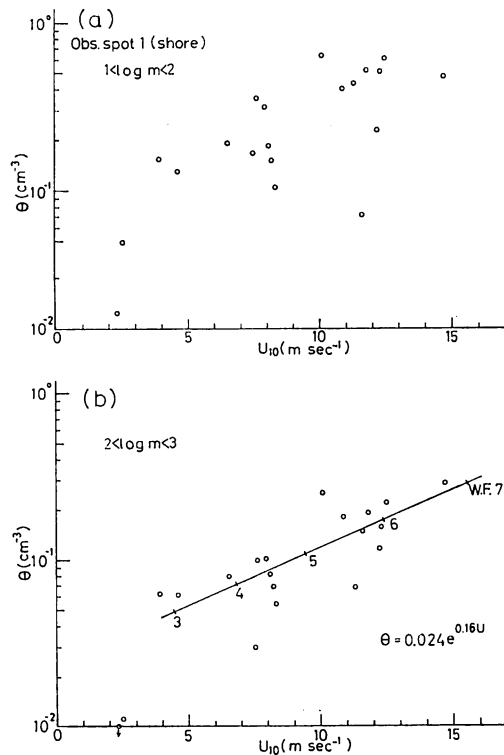 (a)
Obs. spot 1 (shore)
1<log m<2
10⁰
10⁻¹
10⁻²
θ (cm⁻³)
0
5
10
15
U₁₀ (m sec⁻¹)
(b)
2<log m<3
10⁰
10⁻¹
10⁻²
θ (cm⁻³)
3
4
5
6
W.F. 7
θ = 0.024e^0.16U
0
5
10
15
U₁₀ (m sec⁻¹)